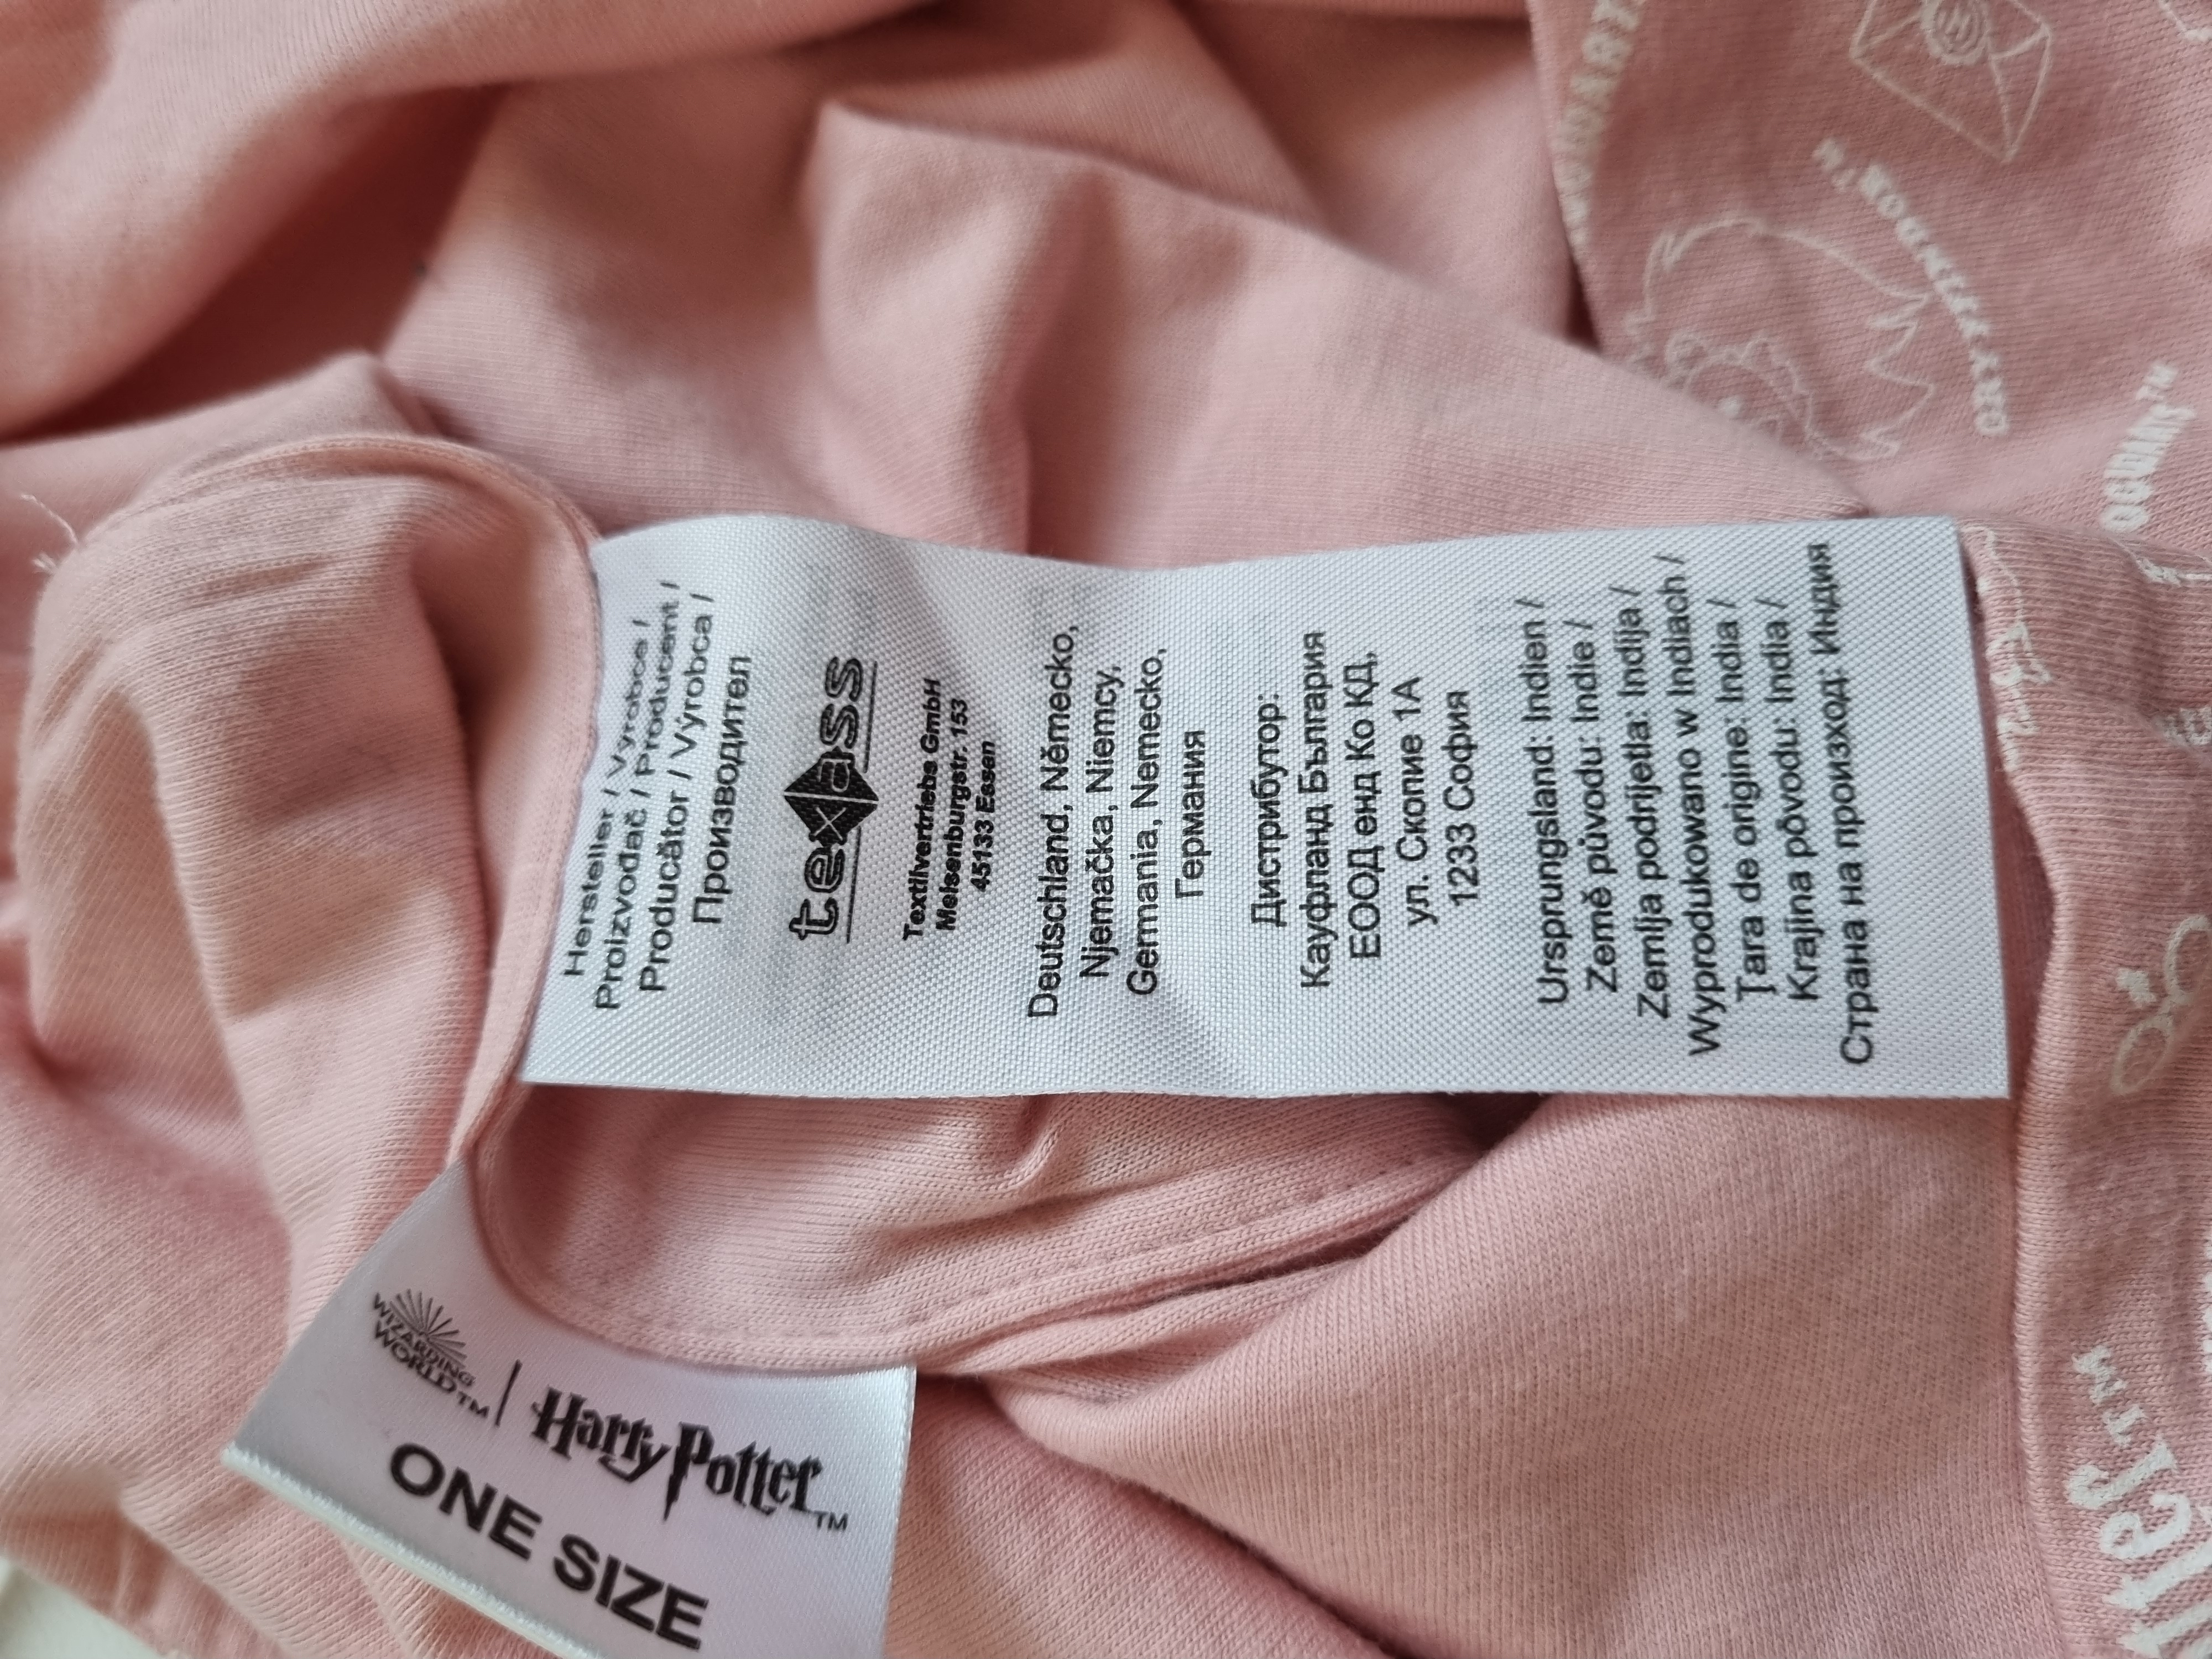 Hersteller / Výrobce /
Proizvođač / Producent /
Producător / Výrobca /
Производител
texass
Textilvertriebs GmbH
Meisenburgstr. 153
45133 Essen
Deutschland, Německo,
Njemačka, Niemcy,
Germania, Nemecko,
Германия
Дистрибутор:
Кауфланд България
ЕООД енд Ко КД,
ул. Скопие 1А
1233 София
Ursprungsland: Indien /
Země původu: Indie /
Zemlja podrijetla: Indija /
Wyprodukowano w Indiach /
Țara de origine: India /
Krajina pôvodu: India /
Страна на произход: Индия
WIZARDING
WORLD™
Harry Potter™
ONE SIZE
GRYFFINDOR™